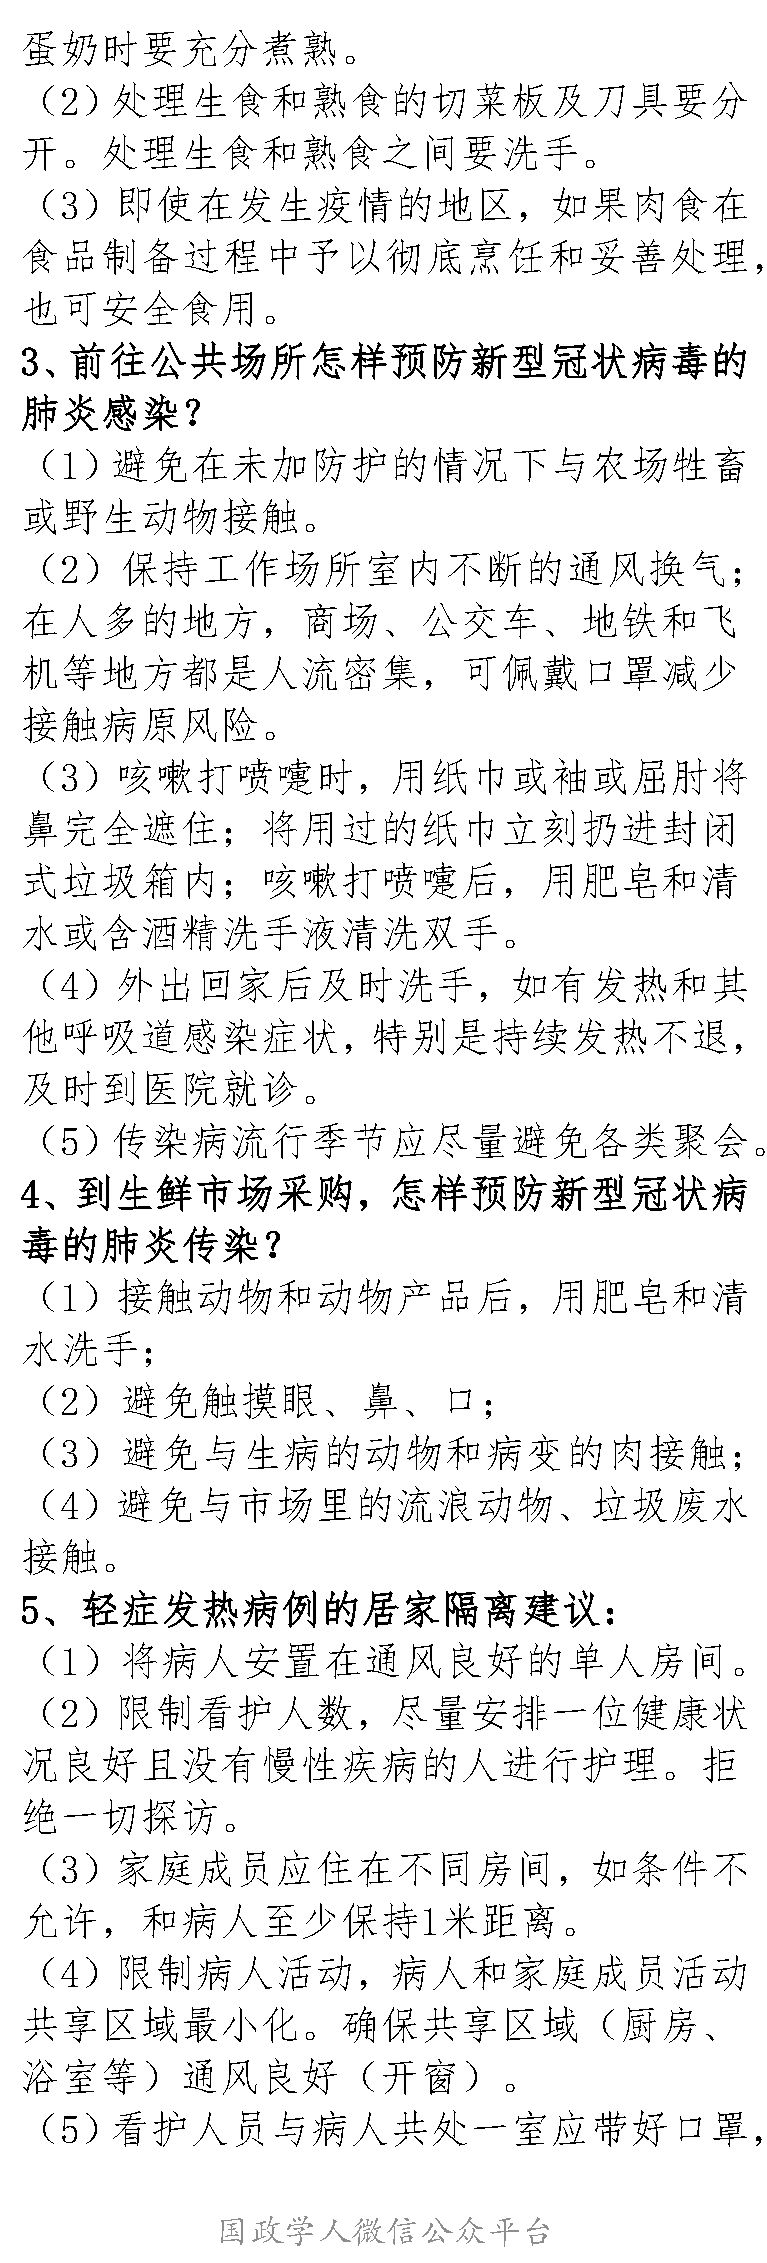 蛋奶时要充分煮熟。
（2）处理生食和熟食的切菜板及刀具要分
开。处理生食和熟食之间要洗手。
（3）即使在发生疫情的地区，如果肉食在
食品制备过程中予以彻底烹饪和妥善处理，
也可安全食用。
3、前往公共场所怎样预防新型冠状病毒的
肺炎感染？
（1）避免在未加防护的情况下与农场牲畜
或野生动物接触。
（2）保持工作场所室内不断的通风换气；
在人多的地方，商场、公交车、地铁和飞
机等地方都是人流密集，可佩戴口罩减少
接触病原风险。
（3）咳嗽打喷嚏时，用纸巾或袖或屈肘将
鼻完全遮住；将用过的纸巾立刻扔进封闭
式垃圾箱内；咳嗽打喷嚏后，用肥皂和清
水或含酒精洗手液清洗双手。
（4）外出回家后及时洗手，如有发热和其
他呼吸道感染症状，特别是持续发热不退，
及时到医院就诊。
（5）传染病流行季节应尽量避免各类聚会。
4、到生鲜市场采购，怎样预防新型冠状病
毒的肺炎传染？
（1）接触动物和动物产品后，用肥皂和清
水洗手；
（2）避免触摸眼、鼻、口；
（3）避免与生病的动物和病变的肉接触；
（4）避免与市场里的流浪动物、垃圾废水
接触。
5、轻症发热病例的居家隔离建议：
（1）将病人安置在通风良好的单人房间。
（2）限制看护人数，尽量安排一位健康状
况良好且没有慢性疾病的人进行护理。拒
绝一切探访。
（3）家庭成员应住在不同房间，如条件不
允许，和病人至少保持1米距离。
（4）限制病人活动，病人和家庭成员活动
共享区域最小化。确保共享区域（厨房、
浴室等）通风良好（开窗）。
（5）看护人员与病人共处一室应带好口罩，
国政学人微信公众平台